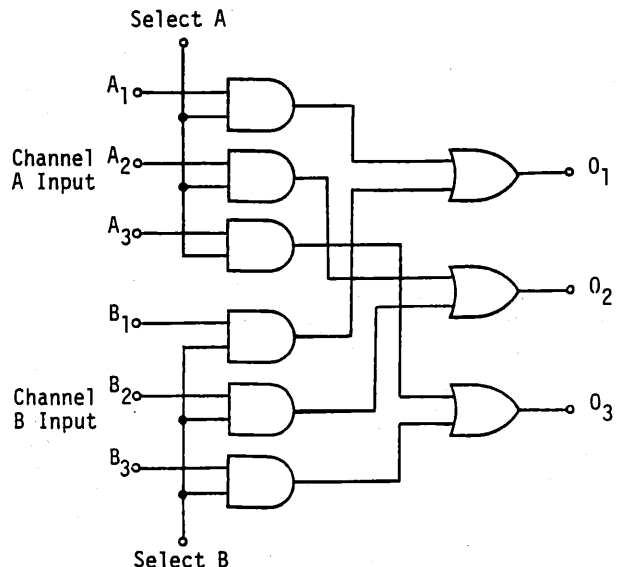 Select A
A1
Channel
A Input
A2
A3
B1
Channel
B Input
B2
B3
Select B
O1
O2
O3